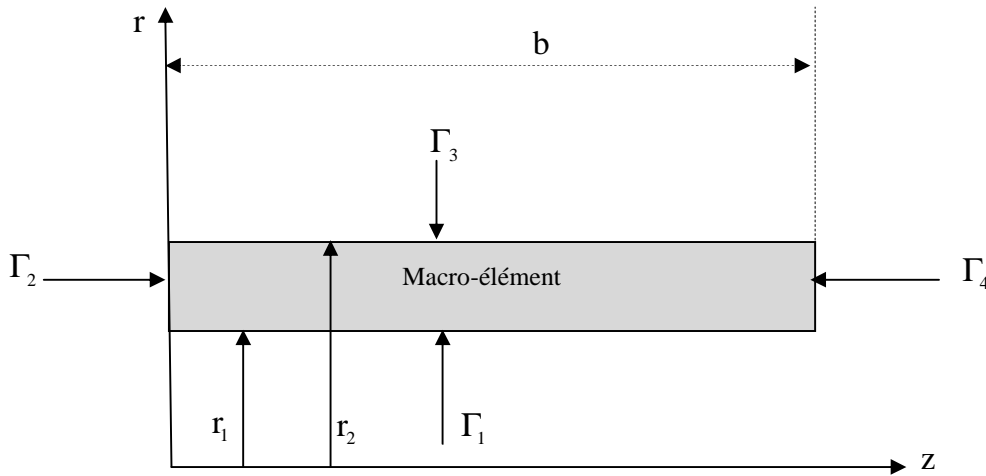 r
b
Γ₃
Γ₂
Macro-élément
Γ₄
r₁
r₂
Γ₁
z